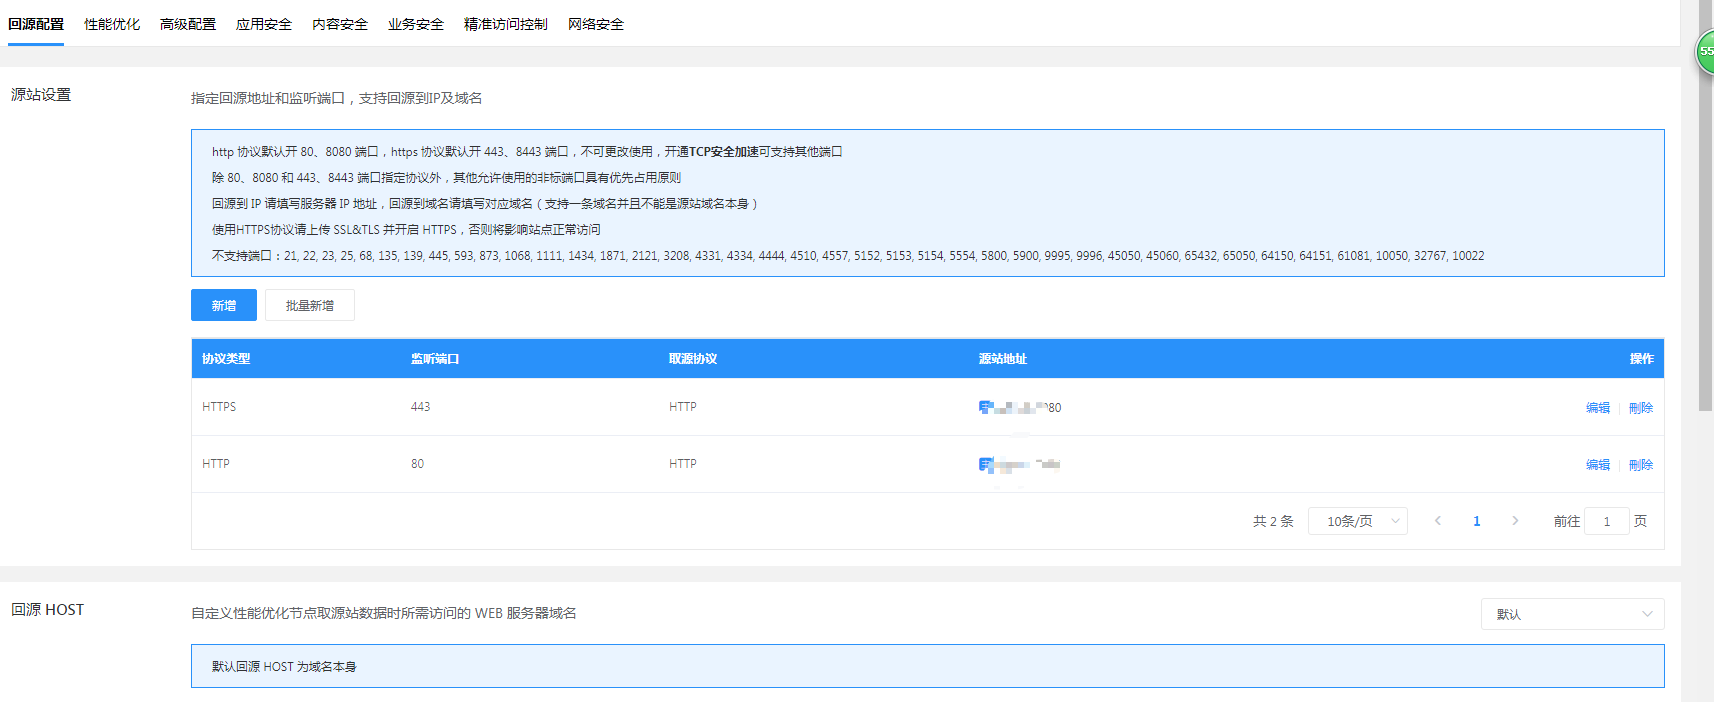 回源配置 性能优化 高级配置 应用安全 内容安全 业务安全 精准访问控制 网络安全
55
源站设置
指定回源地址和监听端口，支持回源到IP及域名
http 协议默认开 80、8080 端口，https 协议默认开 443、8443 端口，不可更改使用，开通TCP安全加速可支持其他端口
除 80、8080 和 443、8443 端口指定协议外，其他允许使用的非标端口具有优先占用原则
回源到 IP 请填写服务器 IP 地址，回源到域名请填写对应域名（支持一条域名并且不能是源站域名本身）
使用HTTPS协议请上传 SSL&TLS 并开启 HTTPS，否则将影响站点正常访问
不支持端口：21, 22, 23, 25, 68, 135, 139, 445, 593, 873, 1068, 1111, 1434, 1871, 2121, 3208, 4331, 4334, 4444, 4510, 4557, 5152, 5153, 5154, 5554, 5800, 5900, 9995, 9996, 45050, 45060, 65432, 65050, 64150, 64151, 61081, 10050, 32767, 10022
新增 批量新增
协议类型 监听端口 取源协议 源站地址 操作
HTTPS 443 HTTP 编辑 删除
HTTP 80 HTTP 编辑 删除
共 2 条 10条/页 1 前往 1 页
回源 HOST
自定义性能优化节点取源站数据时所需访问的 WEB 服务器域名
默认
默认回源 HOST 为域名本身